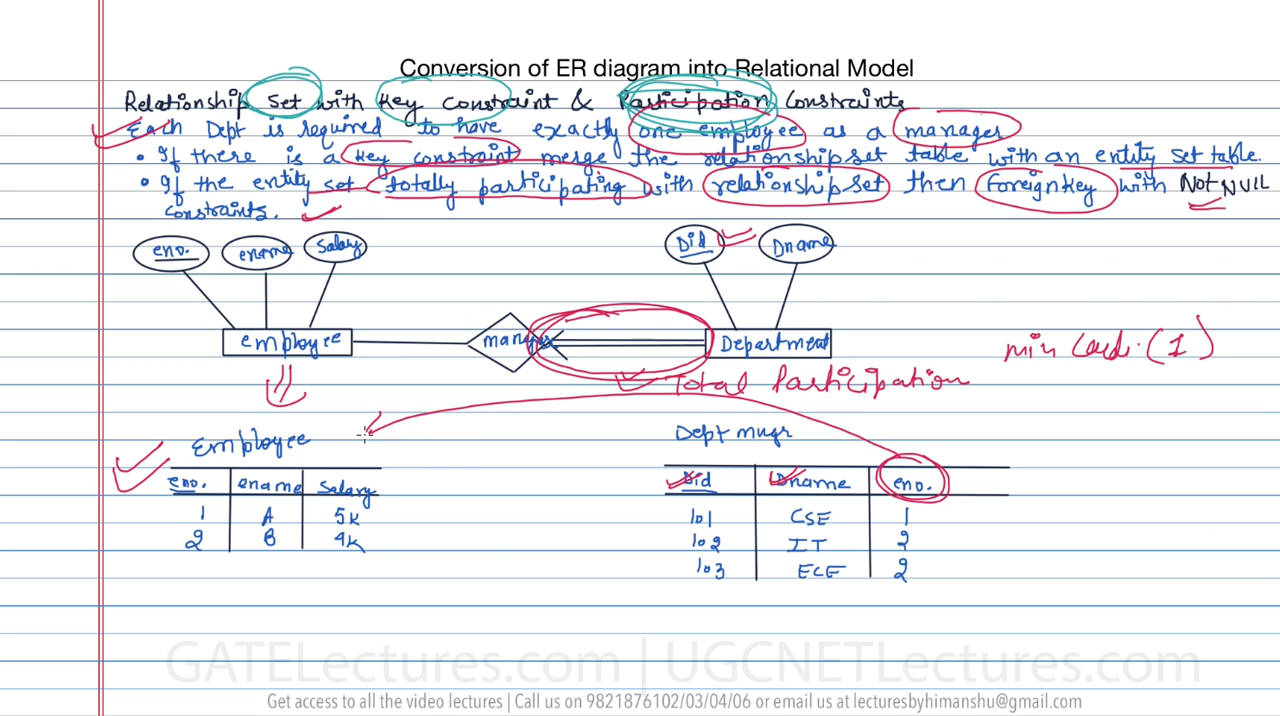 Conversion of ER diagram into Relational Model
Relationship set with key constraint & Participation Constraints
Each Dept is required to have exactly one employee as a manager
• If there is a key constraint merge the relationship set table with an entity set table.
• If the entity set totally participating with relationship set then foreign key with Not NULL
constraints.
eno. ename Salary Did Dname
employee manages Department min Cardi. (1)
Total Participation
Employee Dept mngr
eno. ename Salary Did Dname eno.
1 A 5K 101 CSE 1
2 B 4K 102 IT 2
103 ECE 2
GATELectures.com | UGCNETLectures.com
Get access to all the video lectures | Call us on 9821876102/03/04/06 or email us at lecturesbyhimanshu@gmail.com